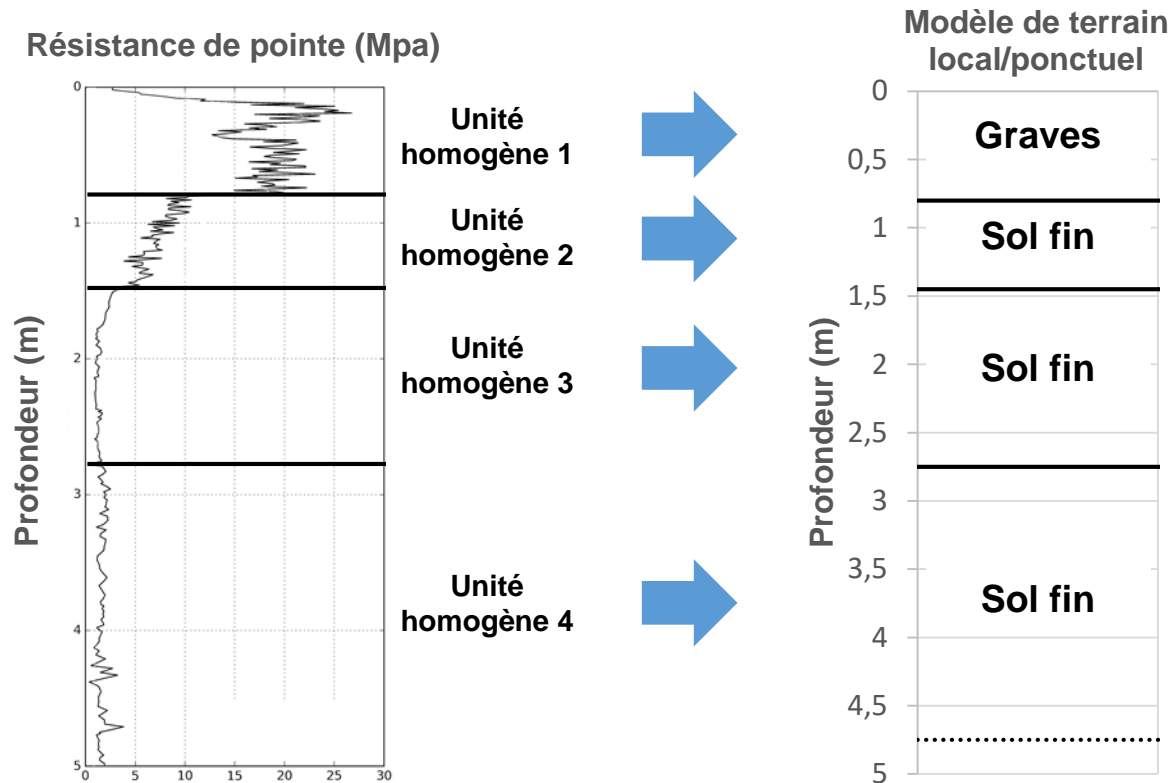 Résistance de pointe (Mpa)
Profondeur (m)
0
1
2
3
4
5
0
5
10
15
20
25
30
Unité
homogène 1
Unité
homogène 2
Unité
homogène 3
Unité
homogène 4
Modèle de terrain
local/ponctuel
Profondeur (m)
0
0,5
1
1,5
2
2,5
3
3,5
4
4,5
5
Graves
Sol fin
Sol fin
Sol fin